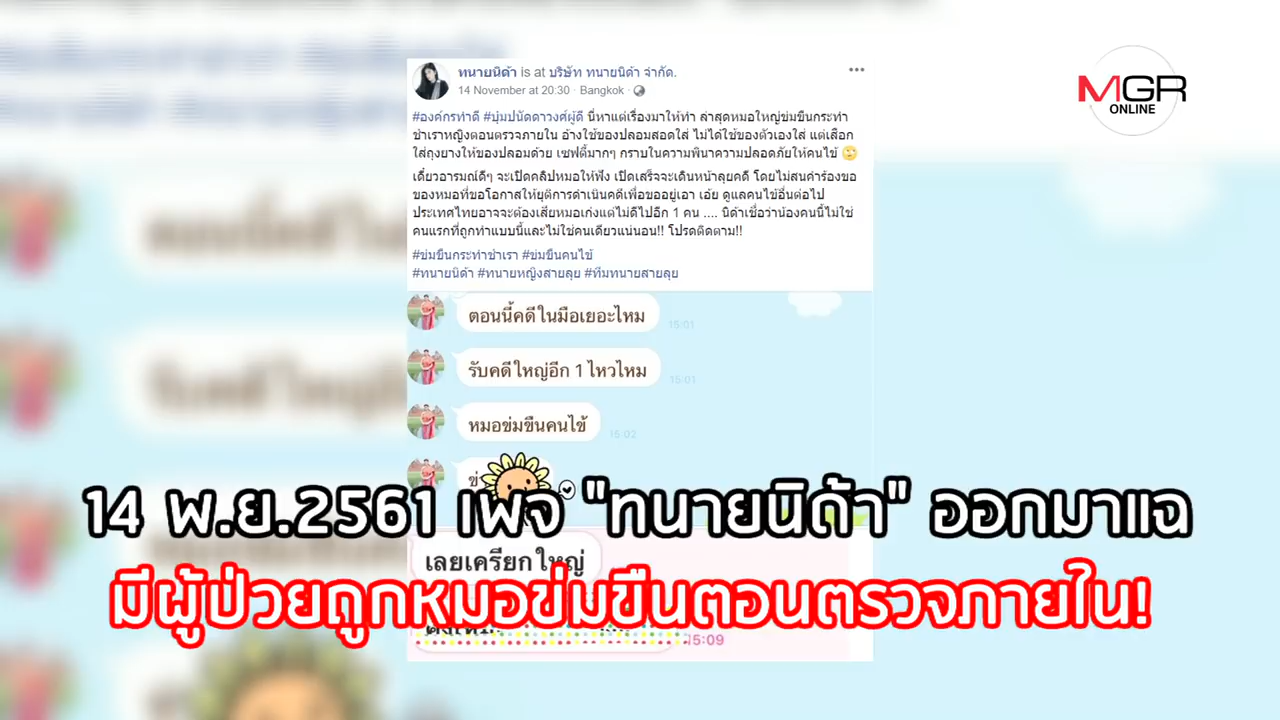 MGR
ONLINE
ทนายนิด้า is at บริษัท ทนายนิด้า จำกัด.
14 November at 20:30 · Bangkok ·
#องค์กรทำดี #บุ๋มปนัดดาวงศ์ผู้ดี นี่หาแต่เรื่องมาให้ทำ ล่าสุดหมอใหญ่ข่มขืนกระทำ
ชำเราหญิงตอนตรวจภายใน อ้างใช้ของปลอมสอดใส่ ไม่ได้ใช้ของตัวเองใส่ แต่เลือก
ใส่ถุงยางให้ของปลอมด้วย เซฟตี้มากๆ กราบในความพินาความปลอดภัยให้คนไข้ 🙄
เดี๋ยวอารมณ์ดีๆ จะเปิดคลิปหมอให้ฟัง เปิดเสร็จจะเดินหน้าลุยคดี โดยไม่สนคำร้องขอ
ของหมอที่ขอโอกาสให้ยุติการดำเนินคดีเพื่อขออยู่เอา เอ้ย ดูแลคนไข้อื่นต่อไป
ประเทศไทยอาจจะต้องเสียหมอเก่งแต่ไม่ดีไปอีก 1 คน .... นิด้าเชื่อว่าน้องคนนี้ไม่ใช่
คนแรกที่ถูกทำแบบนี้และไม่ใช่คนเดียวแน่นอน!! โปรดติดตาม!!
#ข่มขืนกระทำชำเรา #ข่มขืนคนไข้
#ทนายนิด้า #ทนายหญิงสายลุย #ทีมทนายสายลุย
ตอนนี้คดีในมือเยอะไหม
15:01
รับคดีใหญ่อีก 1 ไหวไหม
15:01
หมอข่มขืนคนไข้
15:02
14 พ.ย.2561 เพจ "ทนายนิด้า" ออกมาแฉ
เลยเครียกใหญ่
มีผู้ป่วยถูกหมอข่มขืนตอนตรวจภายใน!
15:09